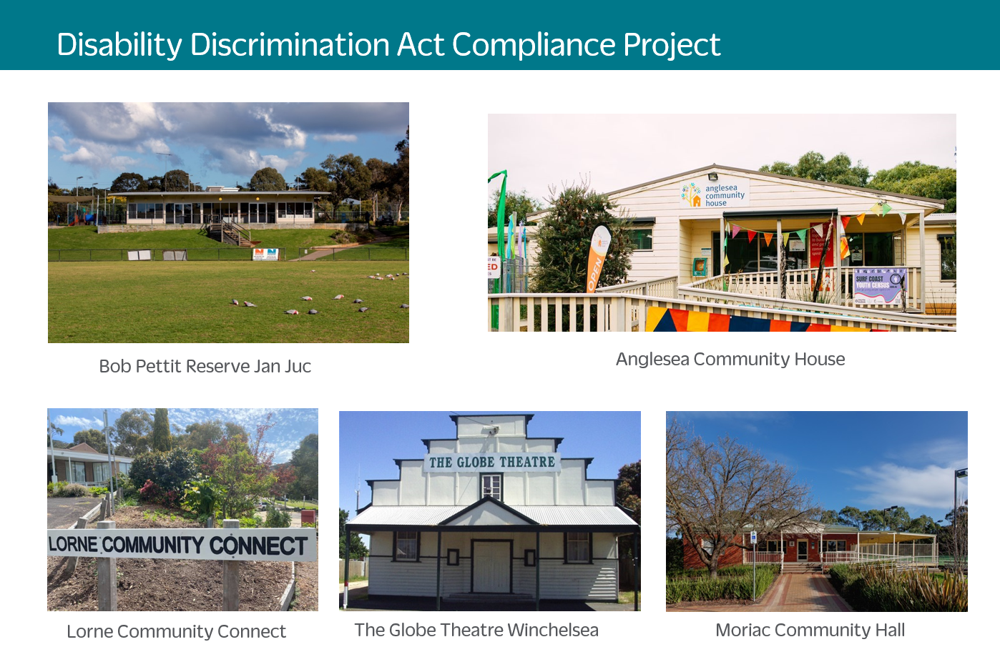 Disability Discrimination Act Compliance Project
anglesea
community
house
OPEN
ED
SURF COAST
YOUTH CENSUS
Bob Pettit Reserve Jan Juc
Anglesea Community House
LORNE COMMUNITY CONNECT
THE GLOBE THEATRE
Lorne Community Connect
The Globe Theatre Winchelsea
Moriac Community Hall